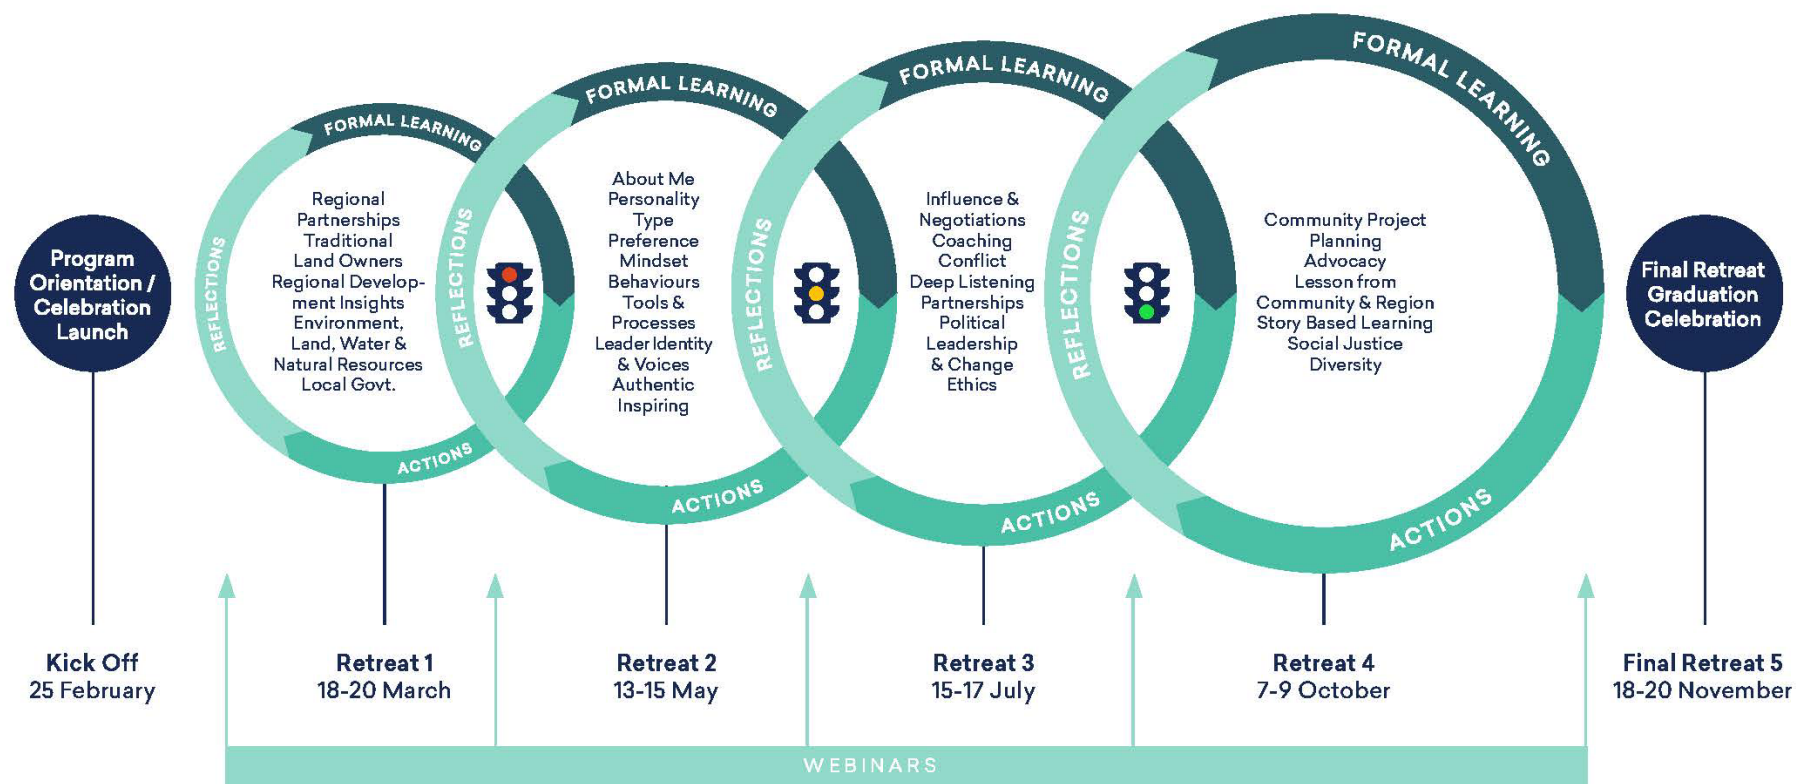 Program
Orientation /
Celebration
Launch
Kick Off
25 February
FORMAL LEARNING
REFLECTIONS
ACTIONS
Regional
Partnerships
Traditional
Land Owners
Regional Develop-
ment Insights
Environment,
Land, Water &
Natural Resources
Local Govt.
Retreat 1
18-20 March
FORMAL LEARNING
REFLECTIONS
ACTIONS
About Me
Personality
Type
Preference
Mindset
Behaviours
Tools &
Processes
Leader Identity
& Voices
Authentic
Inspiring
Retreat 2
13-15 May
FORMAL LEARNING
REFLECTIONS
ACTIONS
Influence &
Negotiations
Coaching
Conflict
Deep Listening
Partnerships
Political
Leadership
& Change
Ethics
Retreat 3
15-17 July
FORMAL LEARNING
REFLECTIONS
ACTIONS
Community Project
Planning
Advocacy
Lesson from
Community & Region
Story Based Learning
Social Justice
Diversity
Retreat 4
7-9 October
Final Retreat
Graduation
Celebration
Final Retreat 5
18-20 November
WEBINARS